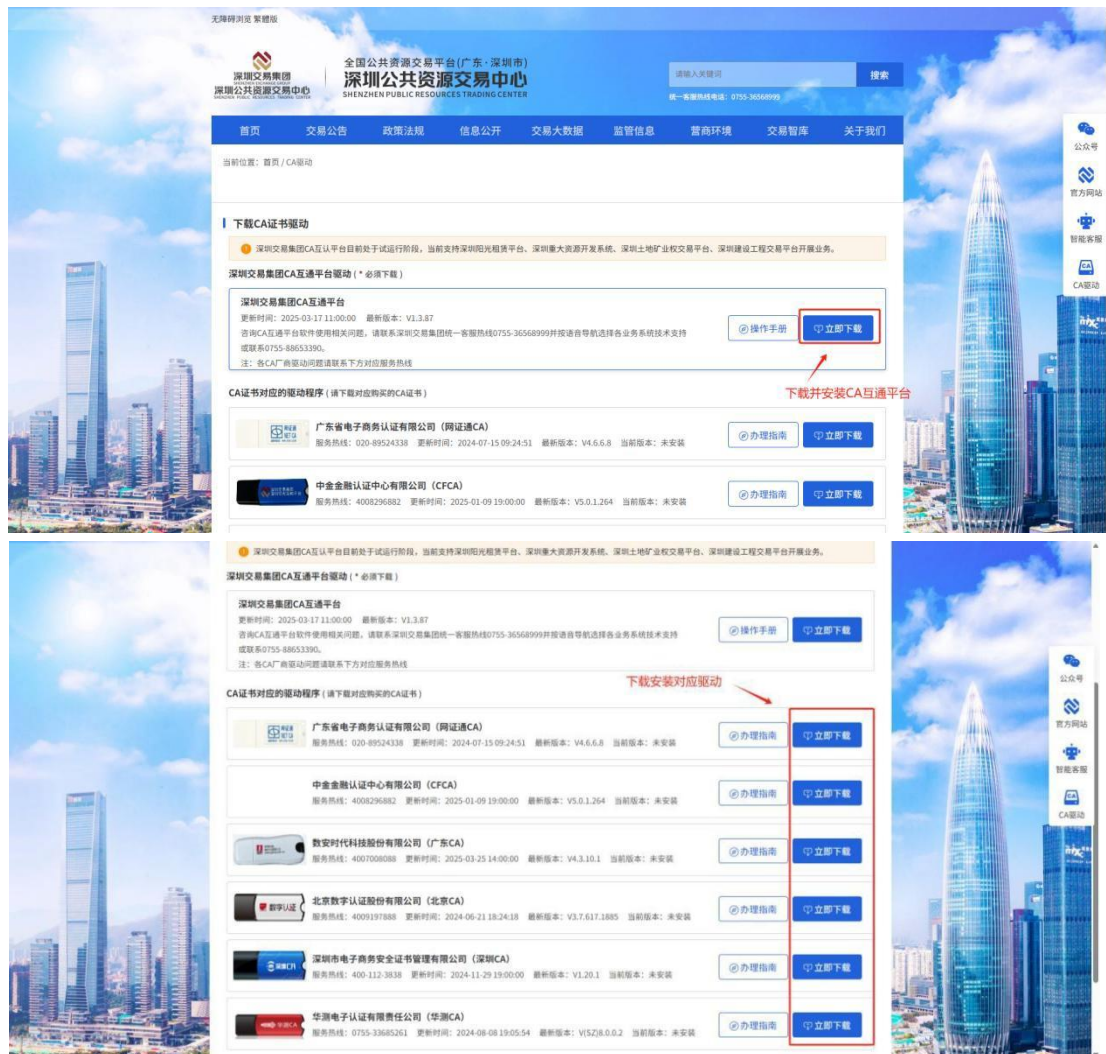 无障碍浏览 繁體版
深圳交易集团
深圳公共资源交易中心
全国公共资源交易平台(广东·深圳市)
深圳公共资源交易中心
SHENZHEN PUBLIC RESOURCES TRADING CENTER
请输入关键词
搜索
统一客服热线电话：0755-36568999
首页 交易公告 政策法规 信息公开 交易大数据 监管信息 营商环境 交易智库 关于我们
当前位置：首页 / CA驱动
公众号
官方网站
智能客服
CA驱动
下载CA证书驱动
深圳交易集团CA互认平台目前处于试运行阶段，当前支持深圳阳光租赁平台、深圳重大资源开发系统、深圳土地矿业权交易平台、深圳建设工程交易平台开展业务。
深圳交易集团CA互通平台驱动 ( * 必须下载 )
深圳交易集团CA互通平台
更新时间：2025-03-17 11:00:00 最新版本：V1.3.87
咨询CA互通平台软件使用相关问题，请联系深圳交易集团统一客服热线0755-36568999并按语音导航选择各业务系统技术支持
或联系0755-88653390。
注：各CA厂商驱动问题请联系下方对应服务热线
操作手册 立即下载
下载并安装CA互通平台
CA证书对应的驱动程序 ( 请下载对应购买的CA证书 )
广东省电子商务认证有限公司（网证通CA）
服务热线：020-89524338 更新时间：2024-07-15 09:24:51 最新版本：V4.6.6.8 当前版本：未安装
办理指南 立即下载
中金金融认证中心有限公司（CFCA）
服务热线：4008296882 更新时间：2025-01-09 19:00:00 最新版本：V5.0.1.264 当前版本：未安装
办理指南 立即下载
深圳交易集团CA互认平台目前处于试运行阶段，当前支持深圳阳光租赁平台、深圳重大资源开发系统、深圳土地矿业权交易平台、深圳建设工程交易平台开展业务。
深圳交易集团CA互通平台驱动 ( * 必须下载 )
深圳交易集团CA互通平台
更新时间：2025-03-17 11:00:00 最新版本：V1.3.87
咨询CA互通平台软件使用相关问题，请联系深圳交易集团统一客服热线0755-36568999并按语音导航选择各业务系统技术支持
或联系0755-88653390。
注：各CA厂商驱动问题请联系下方对应服务热线
操作手册 立即下载
下载安装对应驱动
CA证书对应的驱动程序 ( 请下载对应购买的CA证书 )
广东省电子商务认证有限公司（网证通CA）
服务热线：020-89524338 更新时间：2024-07-15 09:24:51 最新版本：V4.6.6.8 当前版本：未安装
办理指南 立即下载
中金金融认证中心有限公司（CFCA）
服务热线：4008296882 更新时间：2025-01-09 19:00:00 最新版本：V5.0.1.264 当前版本：未安装
办理指南 立即下载
数安时代科技股份有限公司（广东CA）
服务热线：4007008088 更新时间：2025-03-25 14:00:00 最新版本：V4.3.10.1 当前版本：未安装
办理指南 立即下载
数字认证
北京数字认证股份有限公司（北京CA）
服务热线：4009197888 更新时间：2024-06-21 18:24:18 最新版本：V3.7.617.1885 当前版本：未安装
办理指南 立即下载
深圳CA
深圳市电子商务安全证书管理有限公司（深圳CA）
服务热线：400-112-3838 更新时间：2024-11-29 19:00:00 最新版本：V1.20.1 当前版本：未安装
办理指南 立即下载
华测CA
华测电子认证有限责任公司（华测CA）
服务热线：0755-33685261 更新时间：2024-08-08 19:05:54 最新版本：V(SZ)8.0.0.2 当前版本：未安装
办理指南 立即下载
公众号
官方网站
智能客服
CA驱动